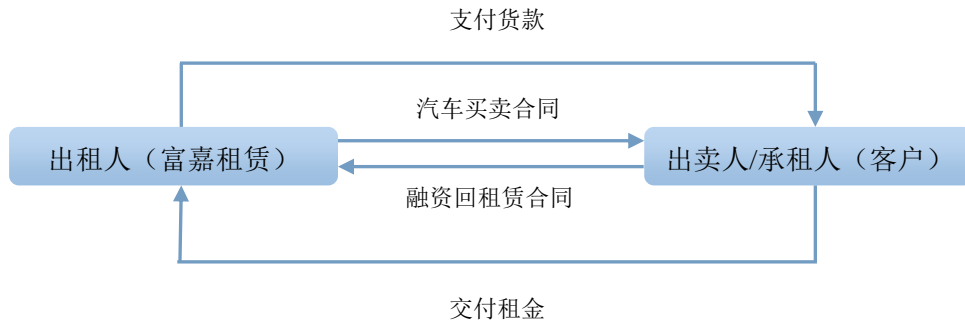 支付货款
汽车买卖合同
出租人（富嘉租赁）
出卖人/承租人（客户）
融资回租赁合同
交付租金